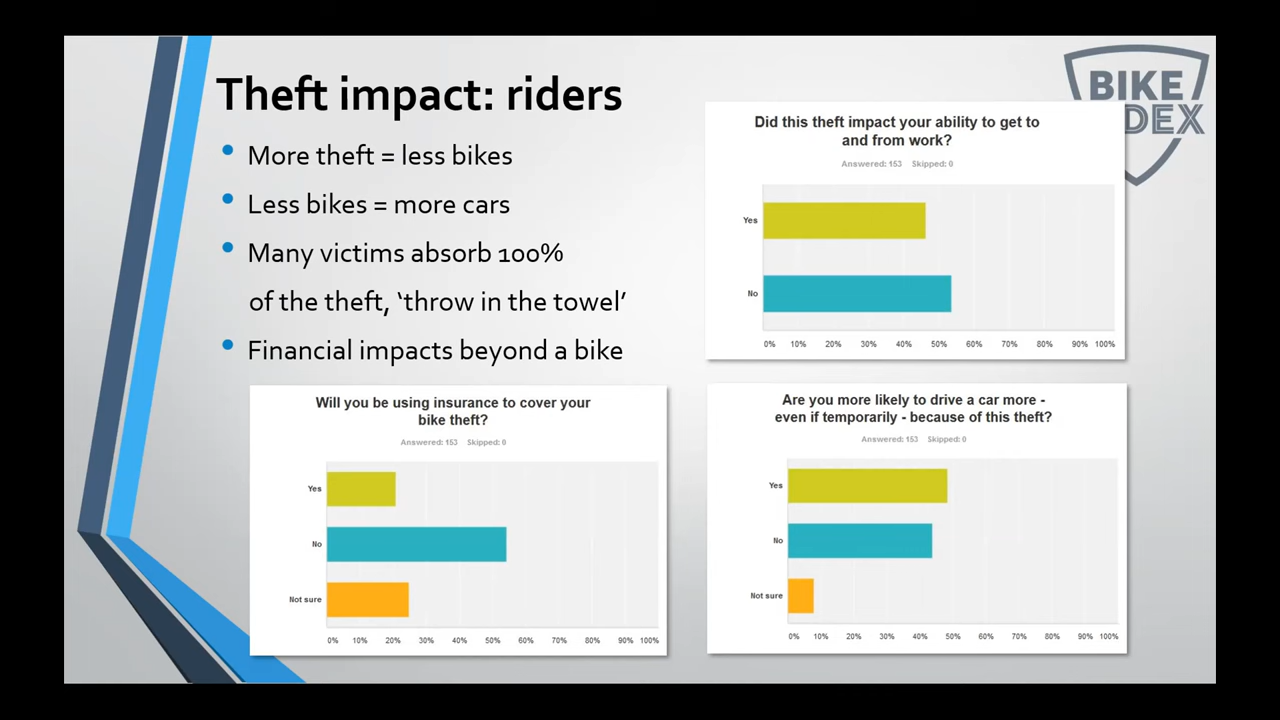 Theft impact: riders
More theft = less bikes
Less bikes = more cars
Many victims absorb 100%
of the theft, ‘throw in the towel’
Financial impacts beyond a bike
BIKE
DEX
Did this theft impact your ability to get to
and from work?
Answered: 153 Skipped: 0
Yes
No
0% 10% 20% 30% 40% 50% 60% 70% 80% 90% 100%
Will you be using insurance to cover your
bike theft?
Answered: 153 Skipped: 0
Yes
No
Not sure
0% 10% 20% 30% 40% 50% 60% 70% 80% 90% 100%
Are you more likely to drive a car more -
even if temporarily - because of this theft?
Answered: 153 Skipped: 0
Yes
No
Not sure
0% 10% 20% 30% 40% 50% 60% 70% 80% 90% 100%